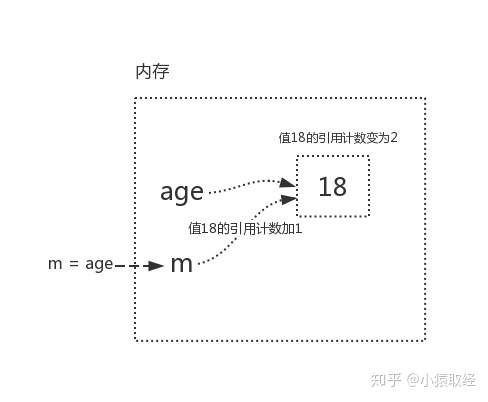 内存
值18的引用计数变为2
18
age
值18的引用计数加1
m = age
m
知乎 @小猿取经